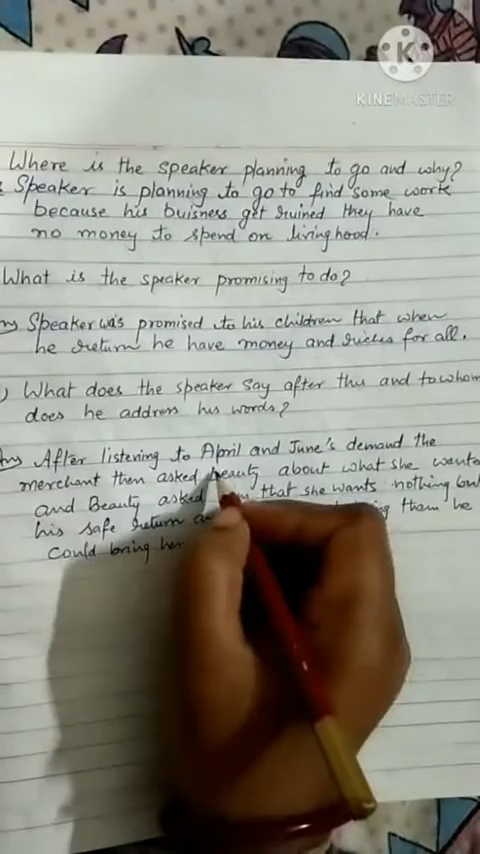 K
KINEMASTER
Where is the speaker planning to go and why?
Speaker is planning to go to find some work
because his buisness get ruined they have
no money to spend on livinghood.
What is the speaker promising to do?
Speaker was promised to his children that when
he return he have money and riches for all.
) What does the speaker say after this and to whom
does he address his words?
Ans After listening to April and June's demand the
merchant then asked beauty about what she wants
and Beauty asked that she wants nothing but
his safe return them he
could bring her